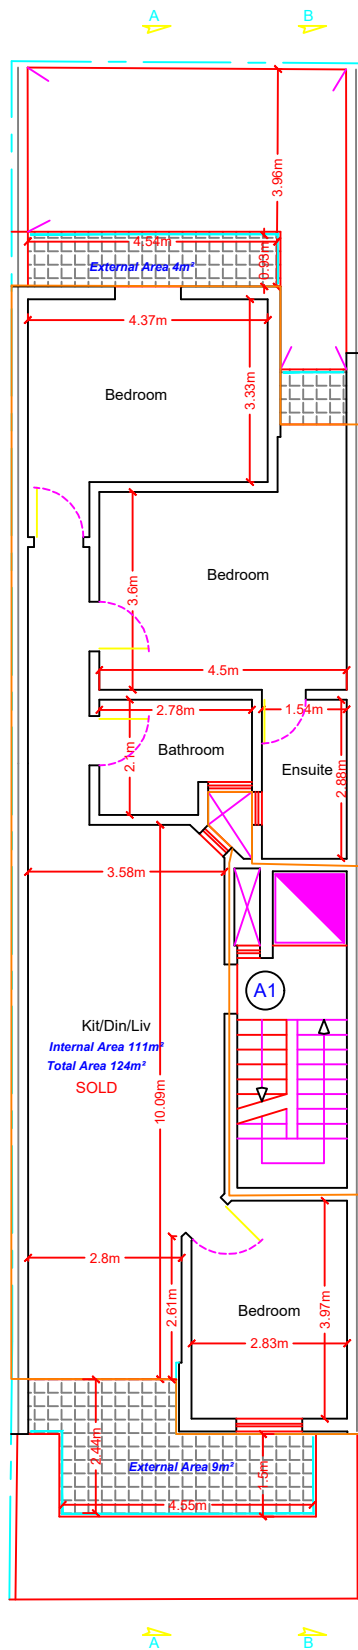 A
B
3.96m
4.54m
0.93m
External Area 4m²
4.37m
3.33m
Bedroom
3.6m
Bedroom
4.5m
2.78m
1.54m
2.1m
Bathroom
Ensuite
2.88m
3.58m
A1
Kit/Din/Liv
Internal Area 111m²
Total Area 124m²
SOLD
10.09m
2.8m
2.61m
Bedroom
3.97m
2.83m
2.44m
External Area 9m²
1.5m
4.55m
A
B